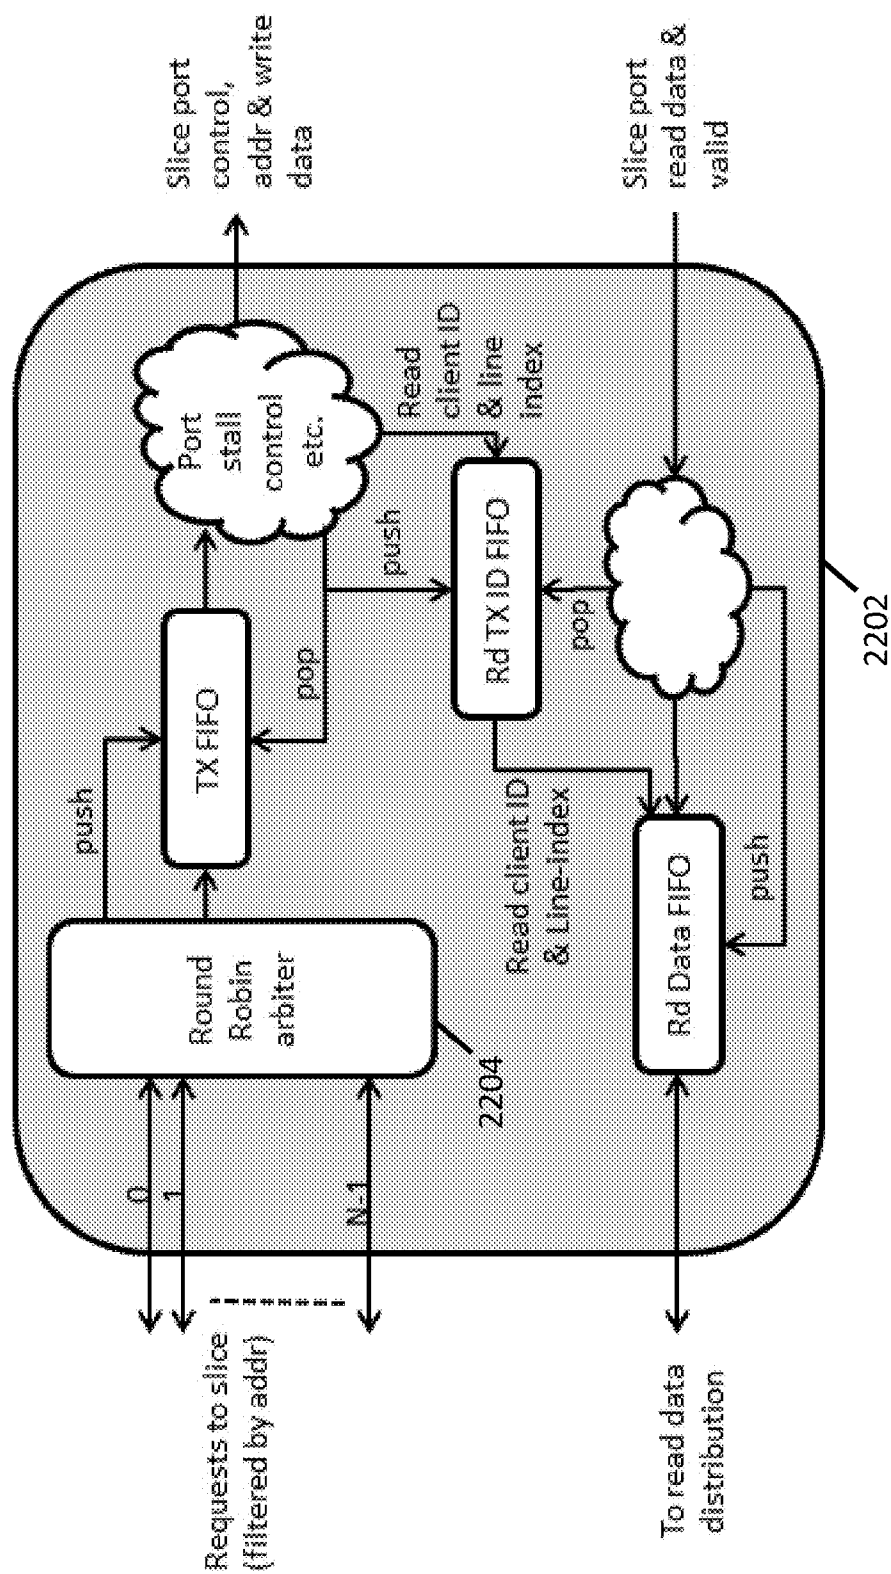 Requests to slice
(filtered by addr)
0
1
N-1
Round
Robin
arbiter
2204
push
TX FIFO
pop
Port
stall
control
etc.
Slice port
control,
addr & write
data
push
Read
client ID
& line
index
Rd TX ID FIFO
pop
Read client ID
& Line-index
Rd Data FIFO
push
To read data
distribution
Slice port
read data &
valid
2202